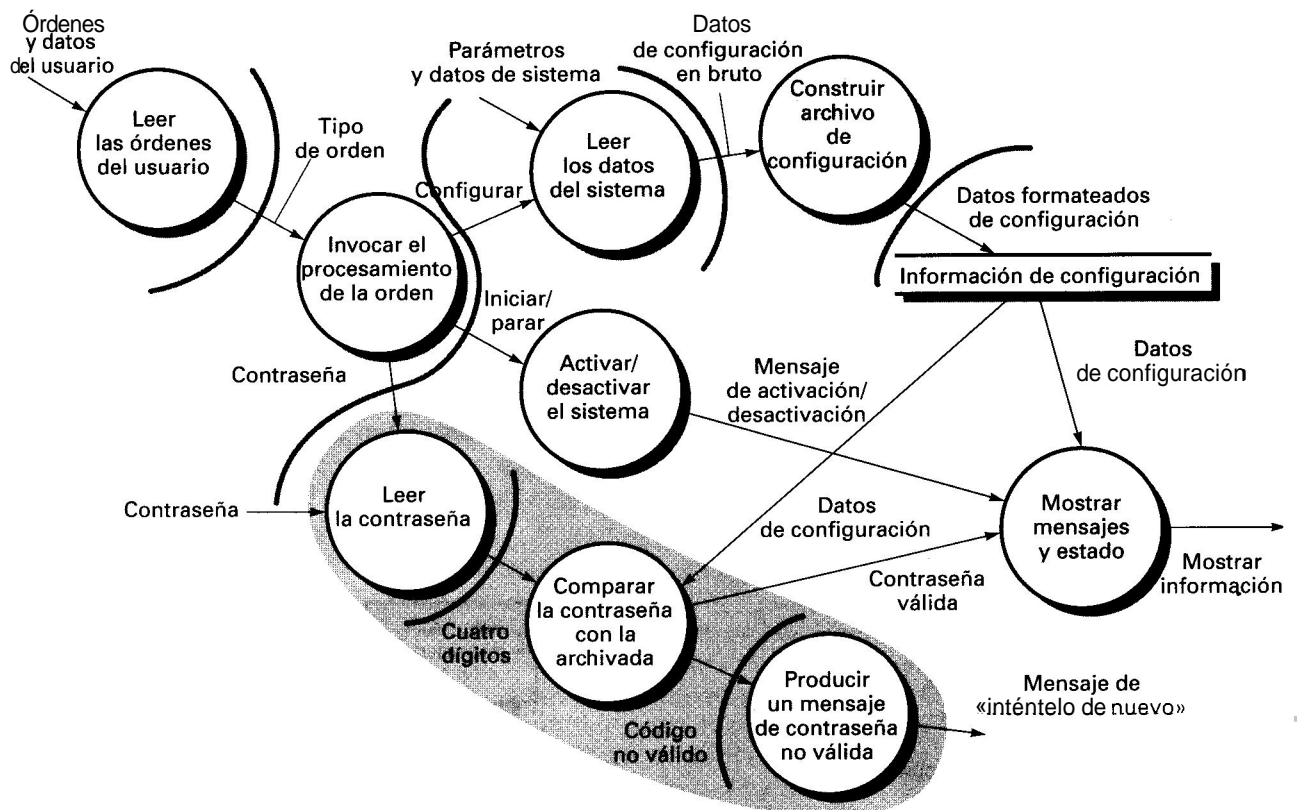 Órdenes
y datos
del usuario
Leer
las órdenes
del usuario
Tipo
de orden
Invocar el
procesamiento
de la orden
Parámetros
y datos de sistema
Configurar
Leer
los datos
del sistema
Datos
de configuración
en bruto
Construir
archivo
de
configuración
Datos formateados
de configuración
Información de configuración
Iniciar/
parar
Activar/
desactivar
el sistema
Mensaje
de activación/
desactivación
Datos
de configuración
Contraseña
Contraseña
Leer
la contraseña
Cuatro
dígitos
Comparar
la contraseña
con la
archivada
Datos
de configuración
Contraseña
válida
Mostrar
mensajes
y estado
Mostrar
información
Código
no válido
Producir
un mensaje
de contraseña
no válida
Mensaje de
«inténtelo de nuevo»